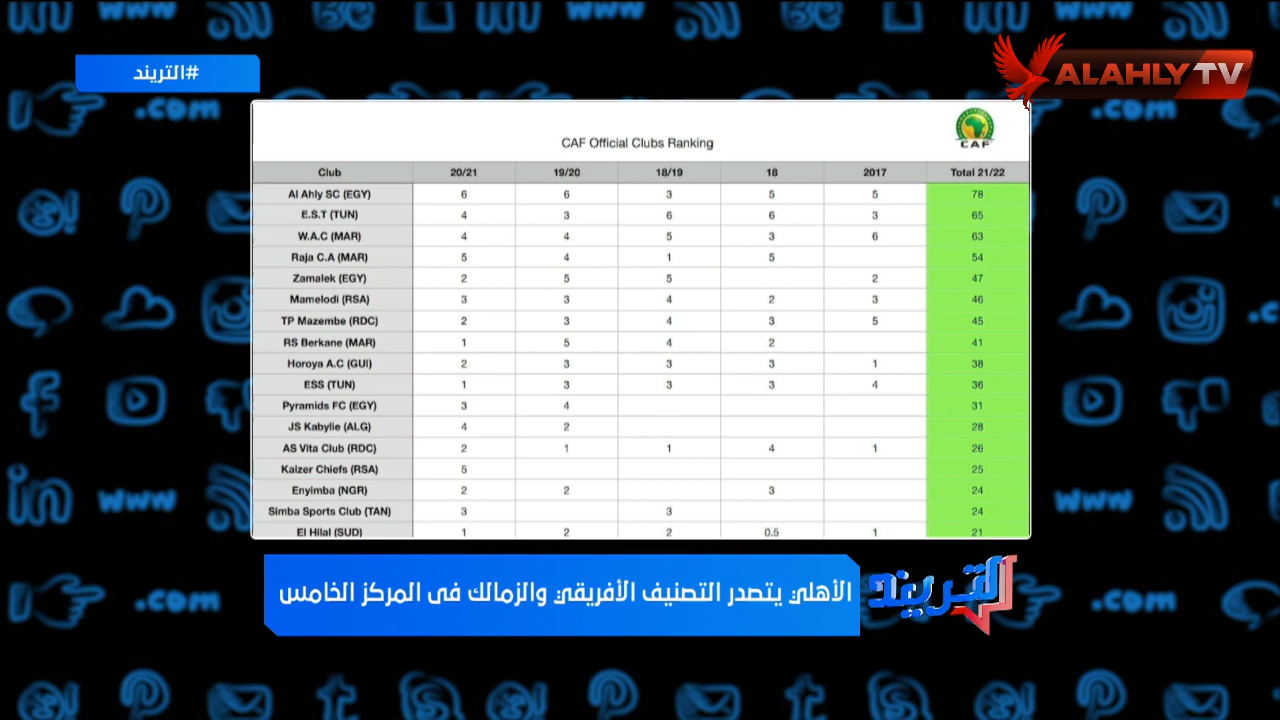 #التريند
ALAHLY TV
CAF
CAF Official Clubs Ranking
Club 20/21 19/20 18/19 18 2017 Total 21/22
Al Ahly SC (EGY) 6 6 3 5 5 78
E.S.T (TUN) 4 3 6 6 3 65
W.A.C (MAR) 4 4 5 3 6 63
Raja C.A (MAR) 5 4 1 5 54
Zamalek (EGY) 2 5 5 2 47
Mamelodi (RSA) 3 3 4 2 3 46
TP Mazembe (RDC) 2 3 4 3 5 45
RS Berkane (MAR) 1 5 4 2 41
Horoya A.C (GUI) 2 3 3 3 1 38
ESS (TUN) 1 3 3 3 4 36
Pyramids FC (EGY) 3 4 31
JS Kabylie (ALG) 4 2 28
AS Vita Club (RDC) 2 1 1 4 1 26
Kaizer Chiefs (RSA) 5 25
Enyimba (NGR) 2 2 3 24
Simba Sports Club (TAN) 3 3 24
El Hilal (SUD) 1 2 2 0.5 1 21
الأهلي يتصدر التصنيف الأفريقي والزمالك فى المركز الخامس
التريند
www
.com
.com
www
www
.com
.com
www